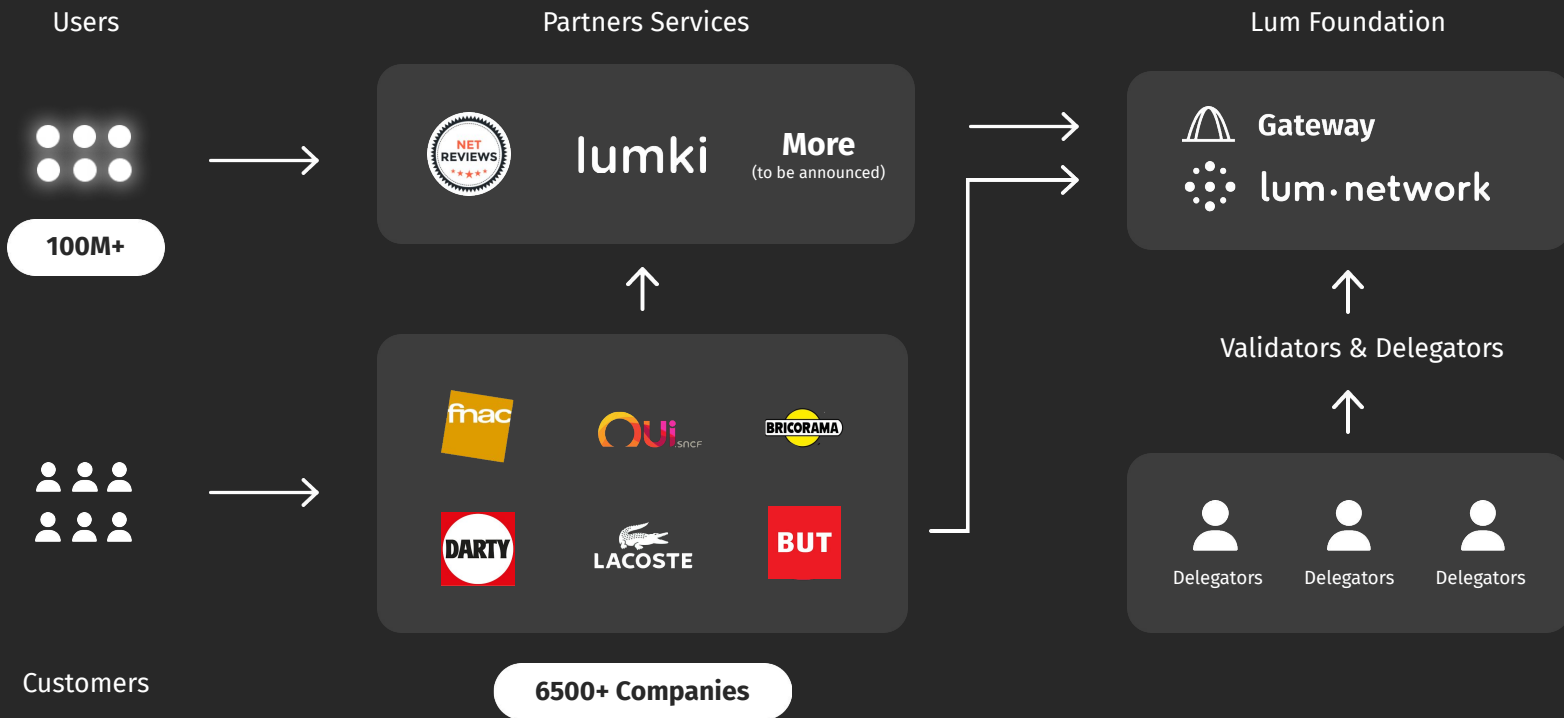 Users
Partners Services
Lum Foundation
NET
REVIEWS
lumki
More
(to be announced)
Gateway
lum·network
100M+
Validators & Delegators
fnac
OUi.sncf
BRICORAMA
DARTY
LACOSTE
BUT
Delegators
Delegators
Delegators
Customers
6500+ Companies